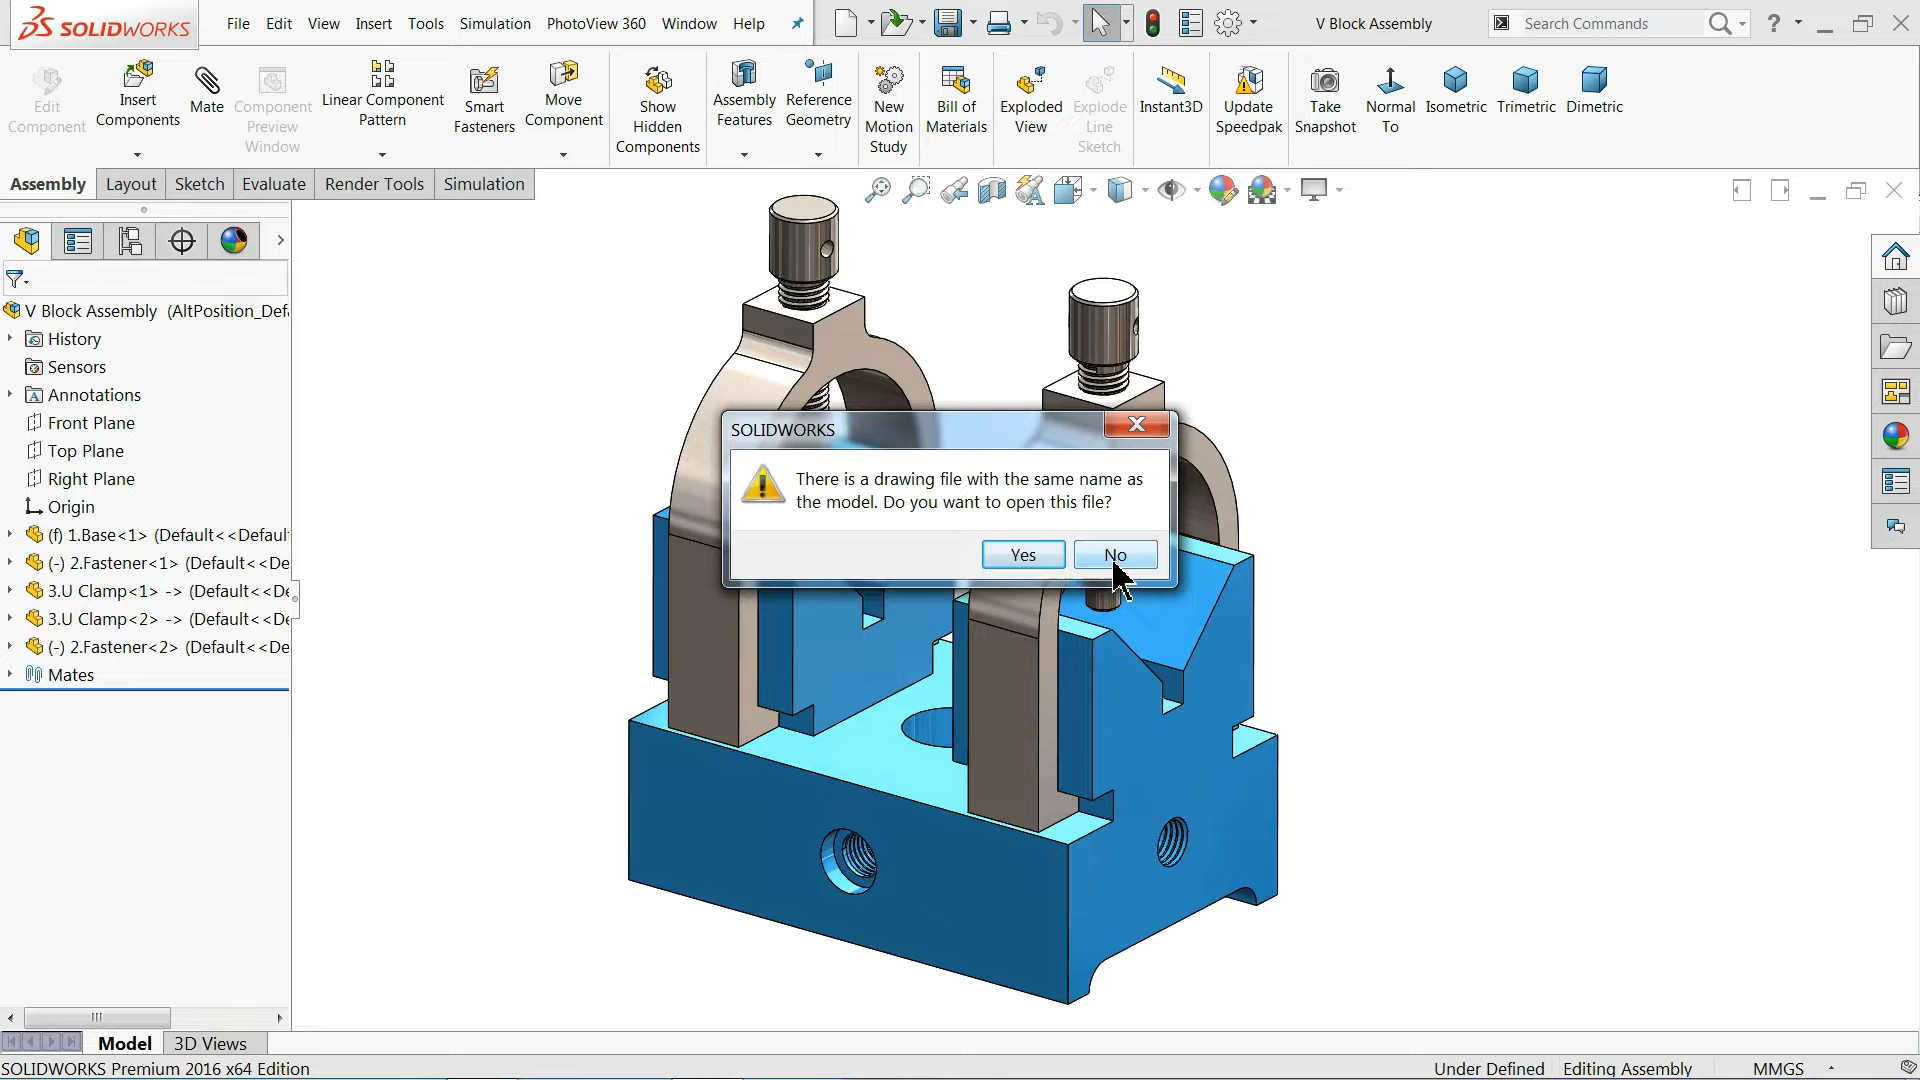 SOLIDWORKS
File Edit View Insert Tools Simulation PhotoView 360 Window Help
V Block Assembly
Search Commands
?
Edit Component
Insert Components
Mate
Component Preview Window
Linear Component Pattern
Smart Fasteners
Move Component
Show Hidden Components
Assembly Features
Reference Geometry
New Motion Study
Bill of Materials
Exploded View
Explode Line Sketch
Instant3D
Update Speedpak
Take Snapshot
Normal To
Isometric
Trimetric
Dimetric
Assembly Layout Sketch Evaluate Render Tools Simulation
V Block Assembly (AltPosition_Def
History
Sensors
Annotations
Front Plane
Top Plane
Right Plane
Origin
(f) 1.Base<1> (Default<<Defaul
(-) 2.Fastener<1> (Default<<De
3.U Clamp<1> -> (Default<<De
3.U Clamp<2> -> (Default<<De
(-) 2.Fastener<2> (Default<<De
Mates
SOLIDWORKS
There is a drawing file with the same name as
the model. Do you want to open this file?
Yes No
Model 3D Views
SOLIDWORKS Premium 2016 x64 Edition
Under Defined Editing Assembly MMGS